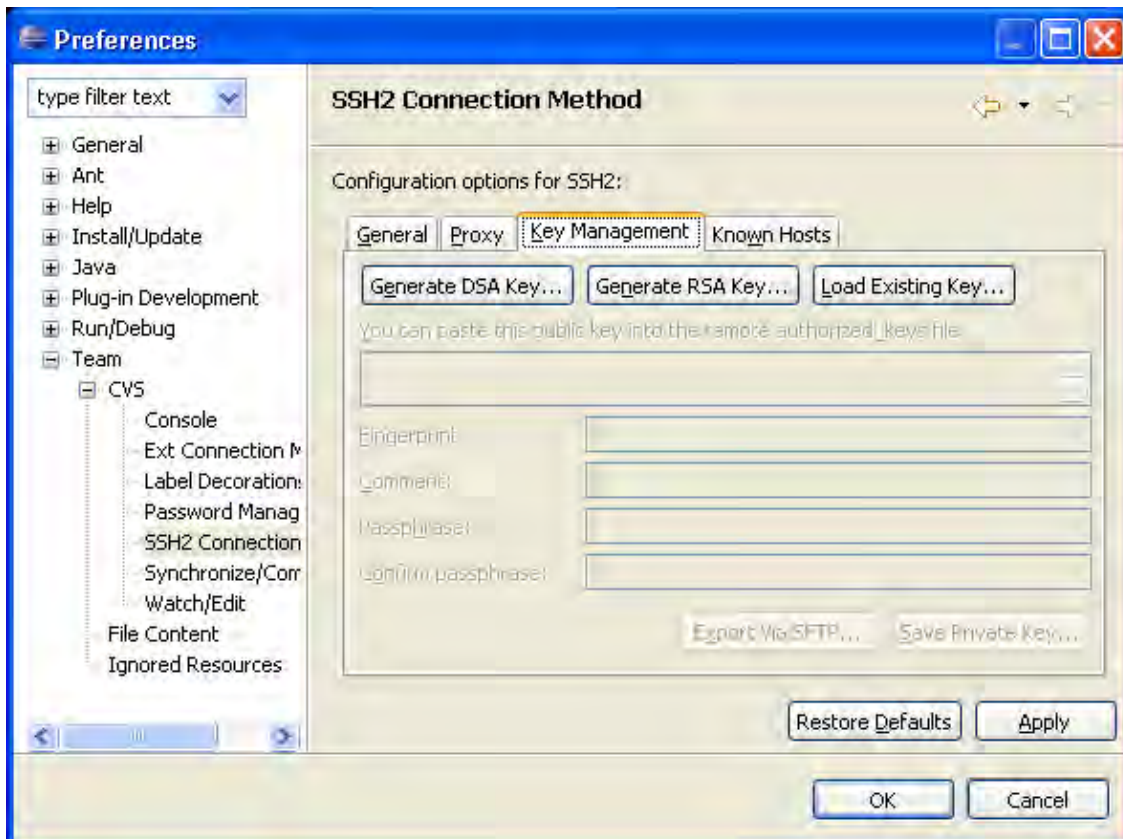 Preferences
type filter text
SSH2 Connection Method
General
Ant
Help
Install/Update
Java
Plug-in Development
Run/Debug
Team
CVS
Console
Ext Connection M
Label Decoration
Password Manag
SSH2 Connection
Synchronize/Com
Watch/Edit
File Content
Ignored Resources
Configuration options for SSH2:
General Proxy Key Management Known Hosts
Generate DSA Key... Generate RSA Key... Load Existing Key...
You can paste this public key into the remote authorized_keys file:
Fingerprint:
Comment:
Passphrase:
Confirm passphrase:
Export Via SFTP... Save Private Key...
Restore Defaults Apply
OK Cancel